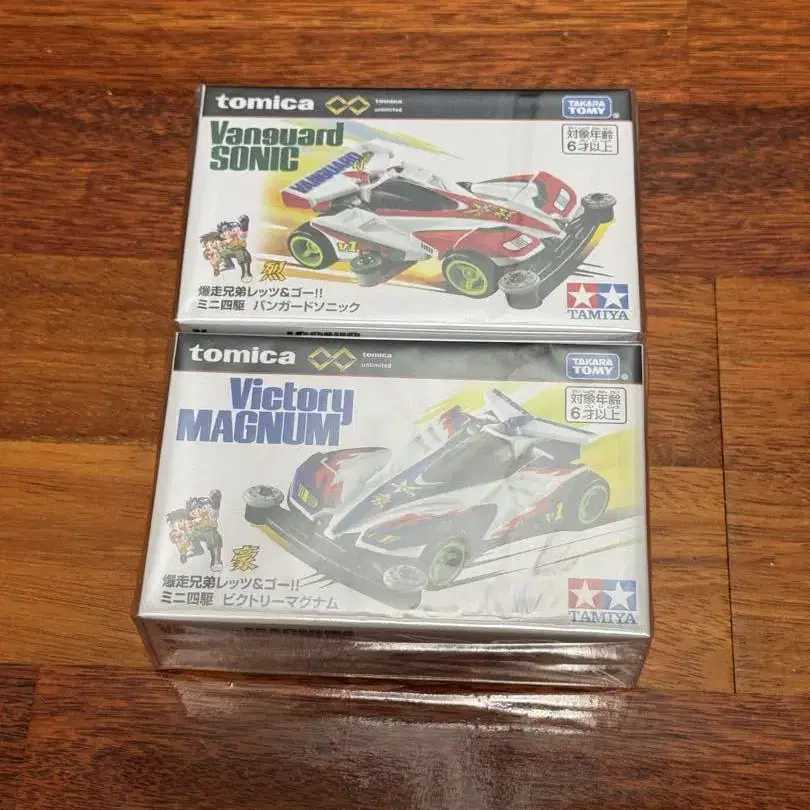 tomica tomica unlimited TAKARA TOMY
Vanguard
SONIC
対象年齢
6才以上
VANGUARD
v1
烈
爆走兄弟レッツ&ゴー!!
ミニ四駆 バンガードソニック
TAMIYA
tomica tomica unlimited TAKARA TOMY
Victory
MAGNUM
対象年齢
6才以上
v1
豪
爆走兄弟レッツ&ゴー!!
ミニ四駆 ビクトリーマグナム
TAMIYA